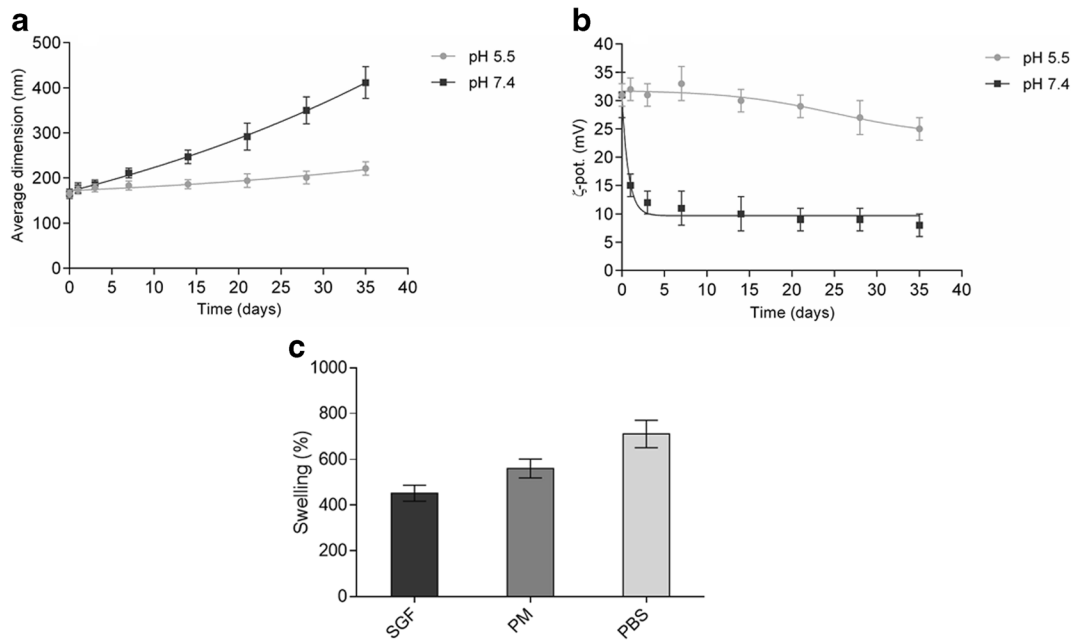 a
500
400
300
200
100
0
Average dimension (nm)
0 5 10 15 20 25 30 35 40
Time (days)
pH 5.5
pH 7.4
b
40
35
30
25
20
15
10
5
0
ζ-pot. (mV)
0 5 10 15 20 25 30 35 40
Time (days)
pH 5.5
pH 7.4
c
1000
800
600
400
200
0
Swelling (%)
SGF PM PBS